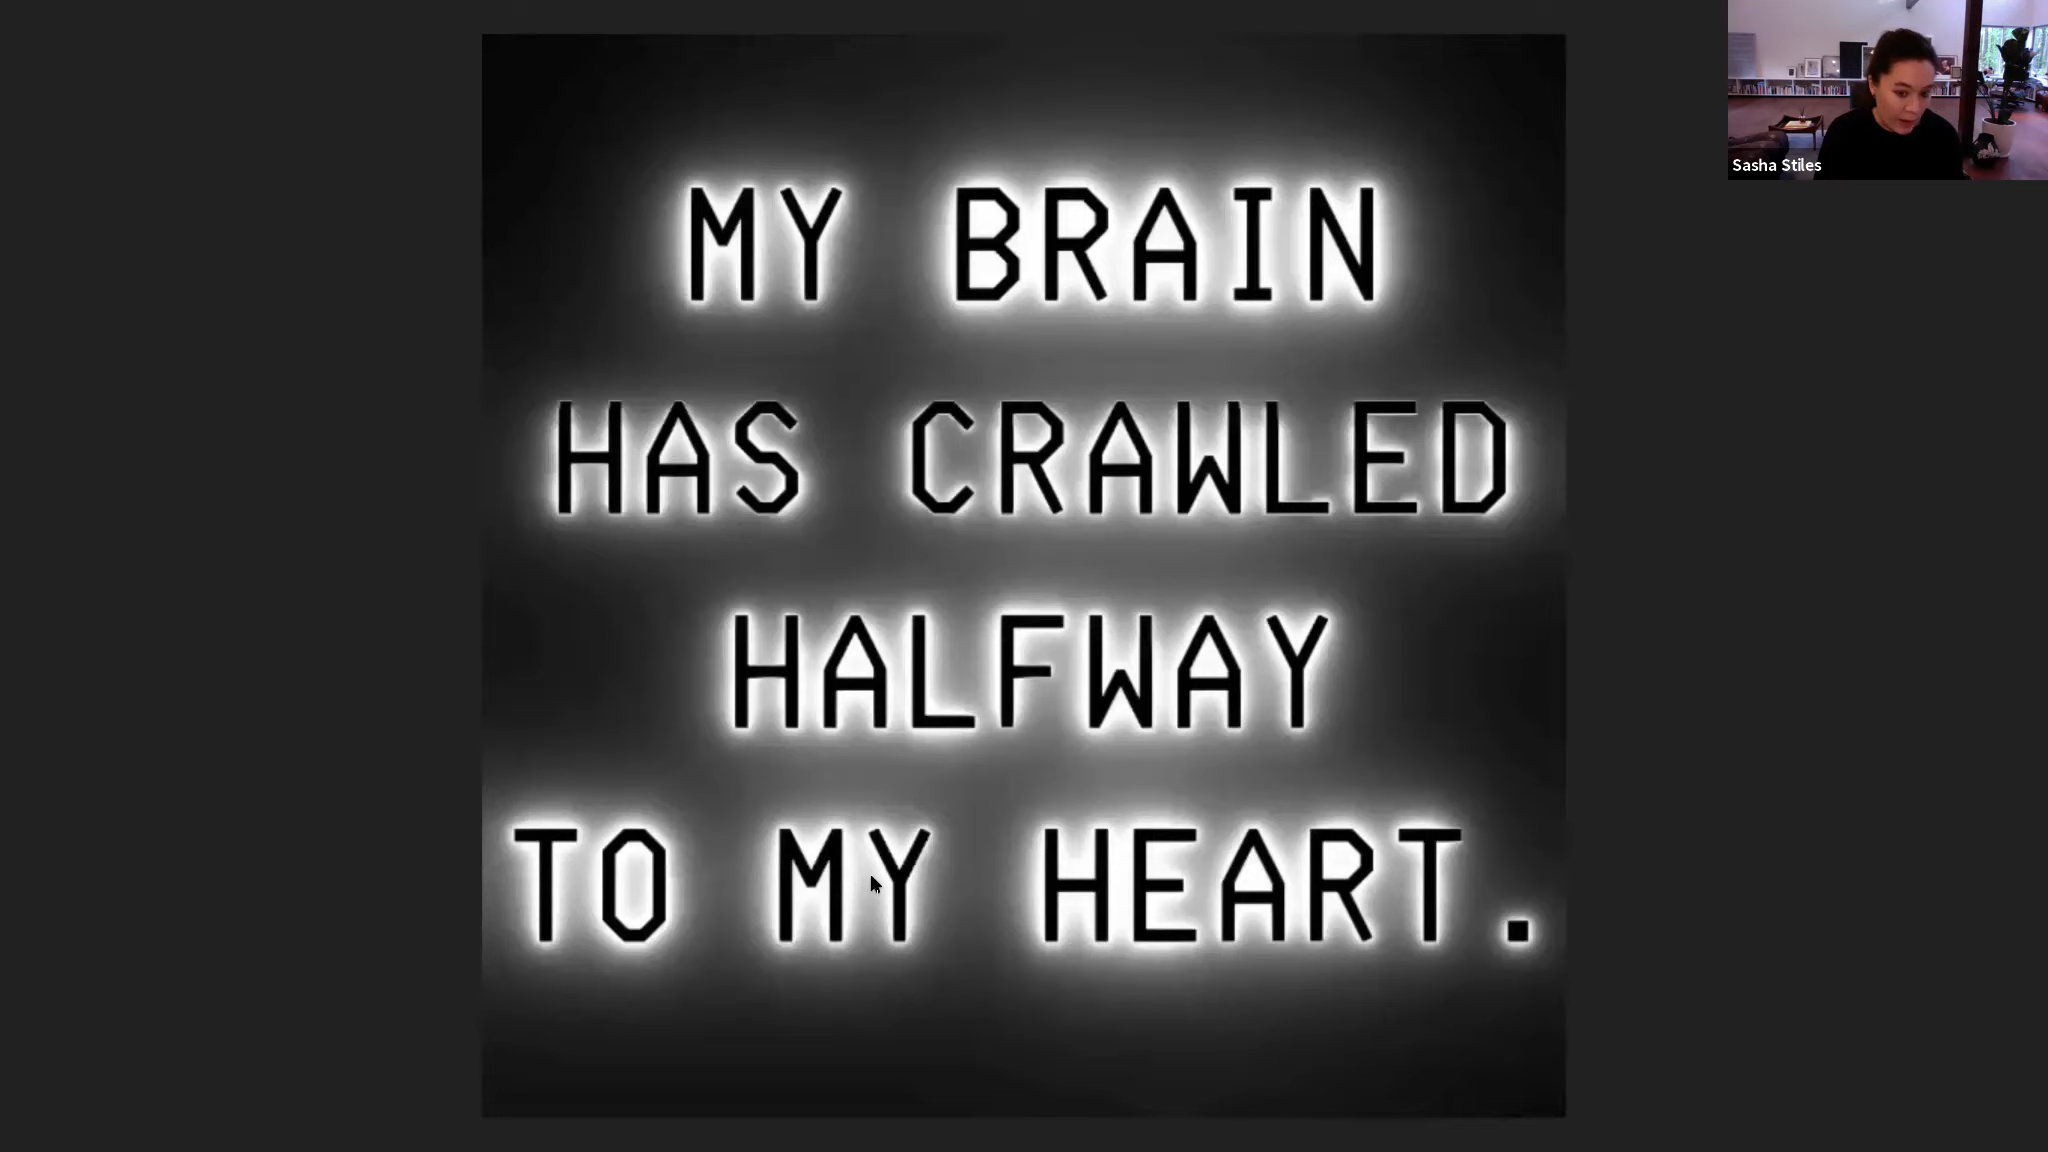 MY BRAIN
HAS CRAWLED
HALFWAY
TO MY HEART.
Sasha Stiles